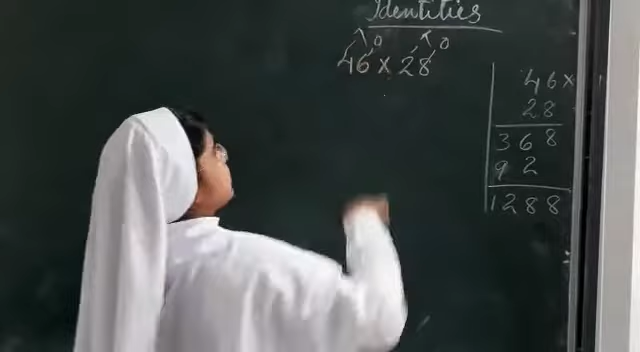 Identities
46 x 28
46 x
28
368
92
1288